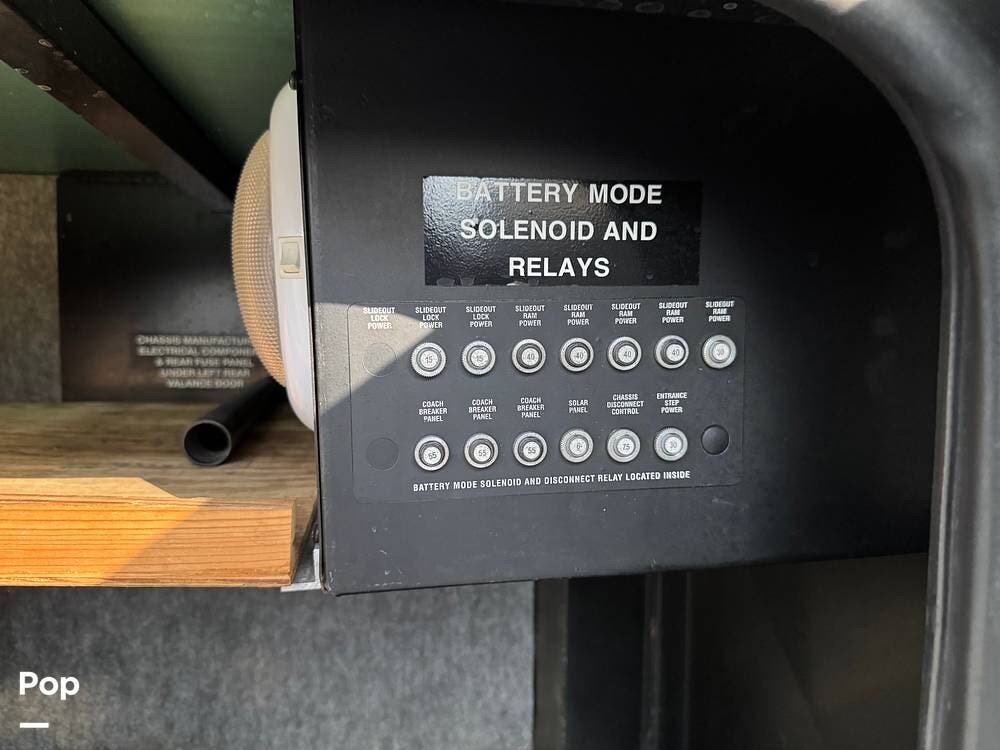 BATTERY MODE
SOLENOID AND
RELAYS
SLIDEOUT LOCK POWER SLIDEOUT LOCK POWER SLIDEOUT LOCK POWER SLIDEOUT RAM POWER SLIDEOUT RAM POWER SLIDEOUT RAM POWER SLIDEOUT RAM POWER SLIDEOUT RAM POWER
15 15 40 40 40 40 30
COACH BREAKER PANEL COACH BREAKER PANEL COACH BREAKER PANEL SOLAR PANEL CHASSIS DISCONNECT CONTROL ENTRANCE STEP POWER
55 55 55 75 30
BATTERY MODE SOLENOID AND DISCONNECT RELAY LOCATED INSIDE
CHASSIS
ELECTRICAL
& REAR FUSE PANEL
UNDER LEFT REAR
VALANCE DOOR
Pop